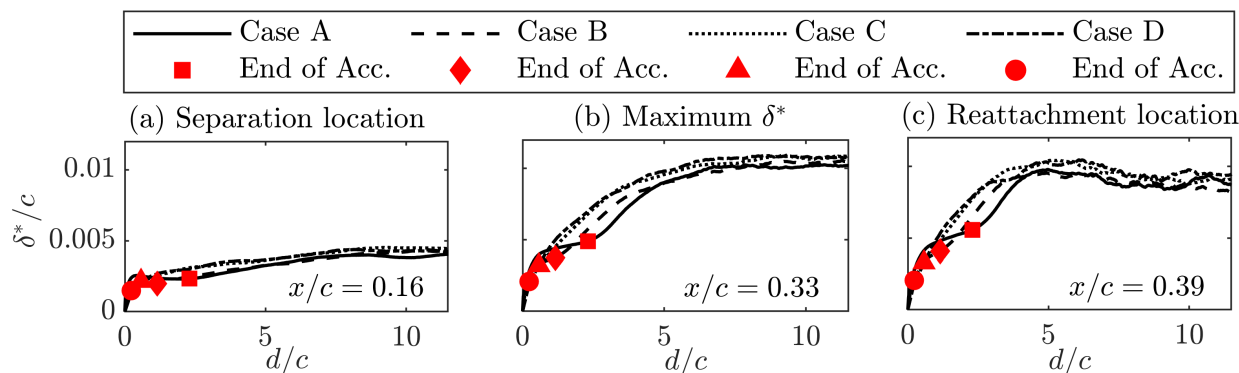 Case A Case B Case C Case D
End of Acc. End of Acc. End of Acc. End of Acc.
(a) Separation location (b) Maximum δ* (c) Reattachment location
0.01
0.005
0
δ*/c
x/c = 0.16 x/c = 0.33 x/c = 0.39
0 5 10 0 5 10 0 5 10
d/c d/c d/c